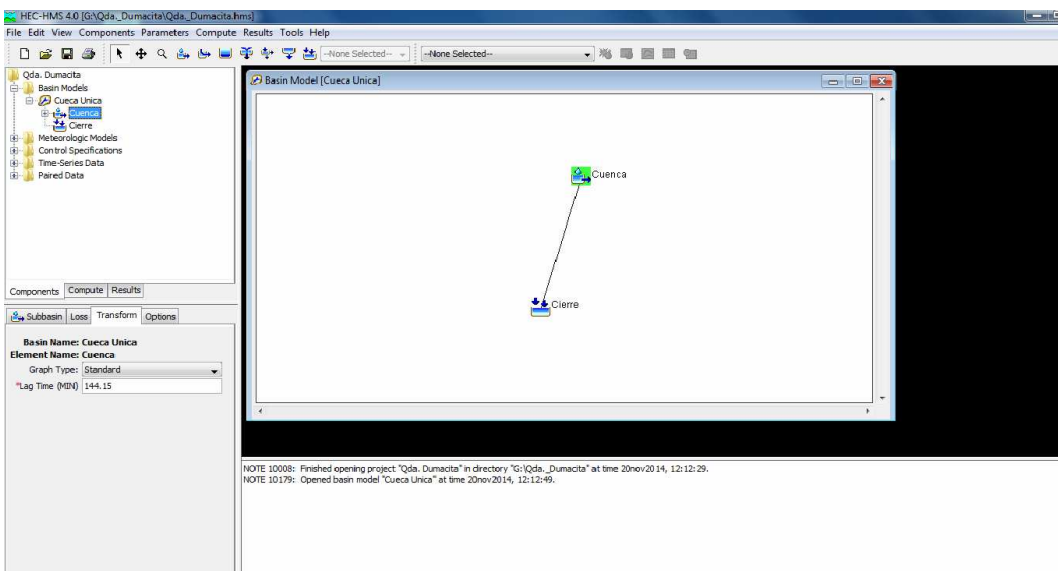 HEC-HMS 4.0 [G:\Qda._Dumacita\Qda._Dumacita.hms]
File Edit View Components Parameters Compute Results Tools Help
--None Selected-- --None Selected--
Qda. Dumacita
Basin Models
Cueca Unica
Cuenca
Cierre
Meteorologic Models
Control Specifications
Time-Series Data
Paired Data
Components Compute Results
Subbasin Loss Transform Options
Basin Name: Cueca Unica
Element Name: Cuenca
Graph Type: Standard
*Lag Time (MIN) 144.15
Basin Model [Cueca Unica]
Cuenca
Cierre
NOTE 10008: Finished opening project "Qda. Dumacita" in directory "G:\Qda._Dumacita" at time 20nov2014, 12:12:29.
NOTE 10179: Opened basin model "Cueca Unica" at time 20nov2014, 12:12:49.